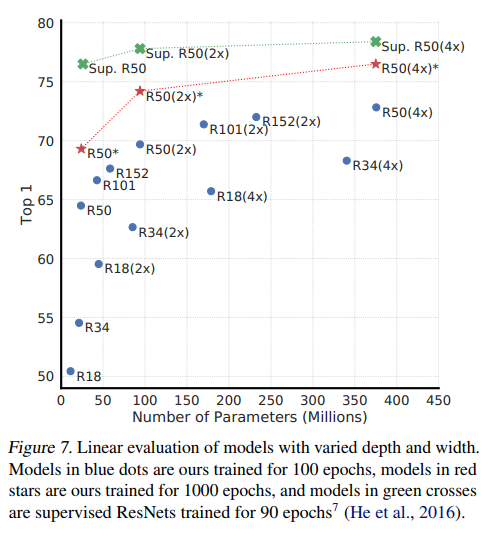 80
75
70
65
60
55
50
Top 1
Sup. R50(4x)
Sup. R50(2x)
Sup. R50
R50(4x)*
R50(2x)*
R50(4x)
R152(2x)
R101(2x)
R50*
R50(2x)
R34(4x)
R152
R101
R18(4x)
R50
R34(2x)
R18(2x)
R34
R18
0 50 100 150 200 250 300 350 400 450
Number of Parameters (Millions)
Figure 7. Linear evaluation of models with varied depth and width.
Models in blue dots are ours trained for 100 epochs, models in red
stars are ours trained for 1000 epochs, and models in green crosses
are supervised ResNets trained for 90 epochs⁷ (He et al., 2016).